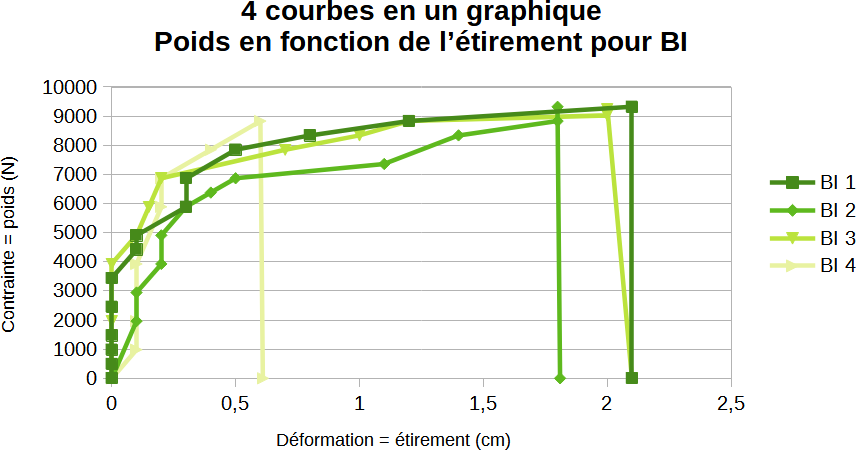 4 courbes en un graphique
Poids en fonction de l’étirement pour BI
10000
9000
8000
7000
6000
5000
4000
3000
2000
1000
0
Contrainte = poids (N)
0
0,5
1
1,5
2
2,5
Déformation = étirement (cm)
BI 1
BI 2
BI 3
BI 4